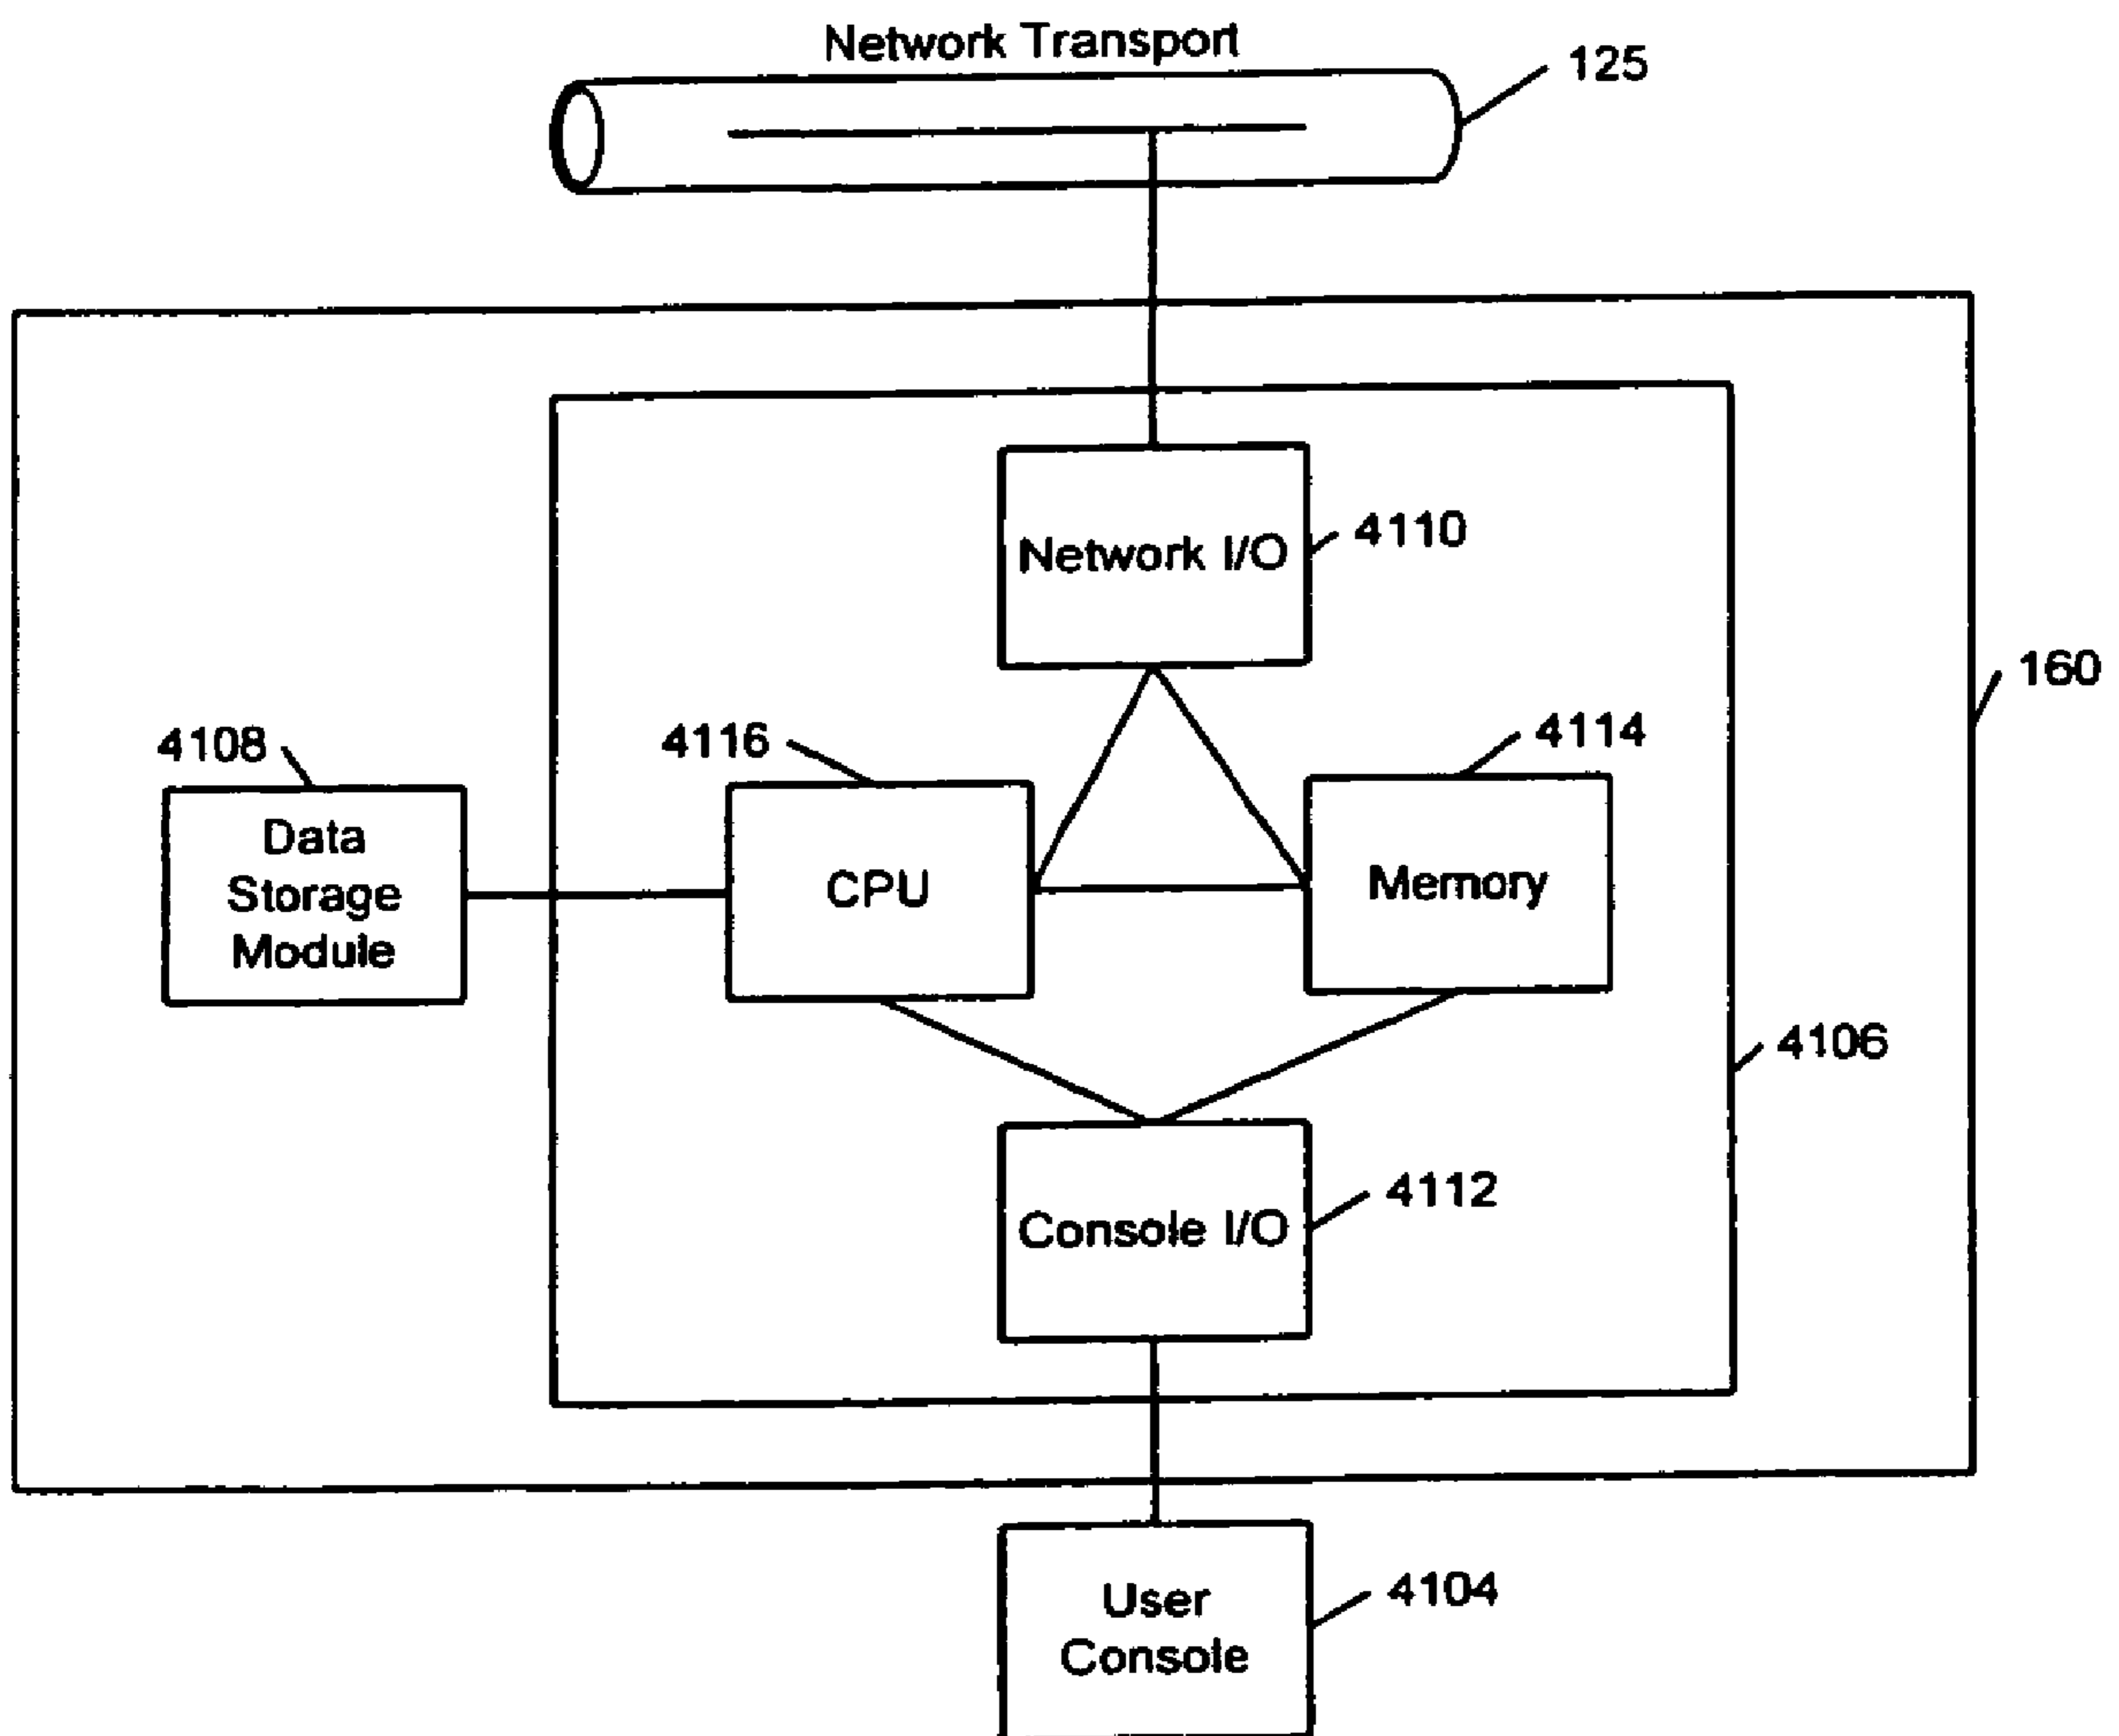 Network Transport
125
Network I/O
4110
160
4108
4116
4114
Data
Storage
Module
CPU
Memory
4106
Console I/O
4112
User
Console
4104